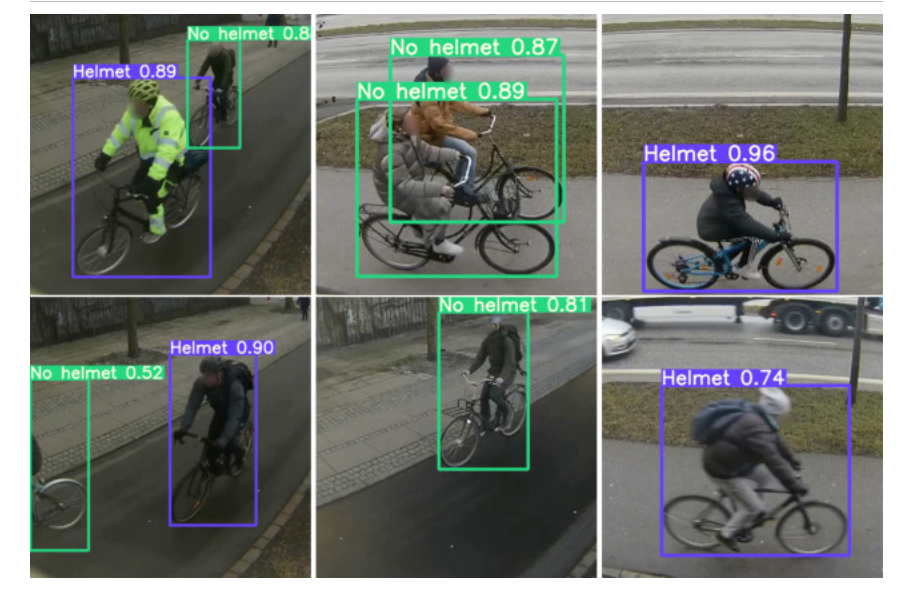 No helmet 0.8
Helmet 0.89
No helmet 0.87
No helmet 0.89
Helmet 0.96
No helmet 0.52
Helmet 0.90
No helmet 0.81
Helmet 0.74